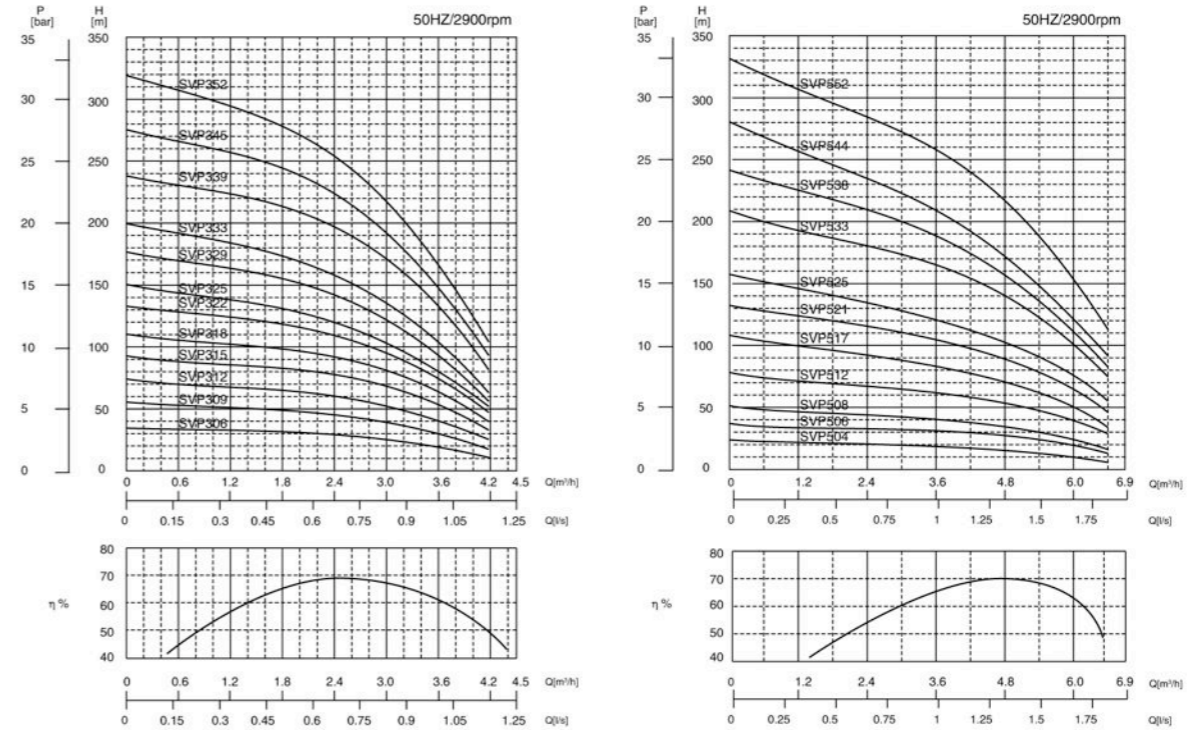 P
[bar]
H
[m]
50HZ/2900rpm
35
350
30
300
25
250
20
200
15
150
10
100
5
50
0
0
SVP352
SVP345
SVP339
SVP333
SVP329
SVP325
SVP322
SVP318
SVP315
SVP312
SVP309
SVP306
0 0.6 1.2 1.8 2.4 3.0 3.6 4.2 4.5 Q[m³/h]
0 0.15 0.3 0.45 0.6 0.75 0.9 1.05 1.25 Q[l/s]
η %
80
70
60
50
40
0 0.6 1.2 1.8 2.4 3.0 3.6 4.2 4.5 Q[m³/h]
0 0.15 0.3 0.45 0.6 0.75 0.9 1.05 1.25 Q[l/s]
P
[bar]
H
[m]
50HZ/2900rpm
35
350
30
300
25
250
20
200
15
150
10
100
5
50
0
0
SVP552
SVP544
SVP538
SVP533
SVP525
SVP521
SVP517
SVP512
SVP508
SVP506
SVP504
0 1.2 2.4 3.6 4.8 6.0 6.9 Q[m³/h]
0 0.25 0.5 0.75 1 1.25 1.5 1.75 Q[l/s]
η %
80
70
60
50
40
0 1.2 2.4 3.6 4.8 6.0 6.9 Q[m³/h]
0 0.25 0.5 0.75 1 1.25 1.5 1.75 Q[l/s]